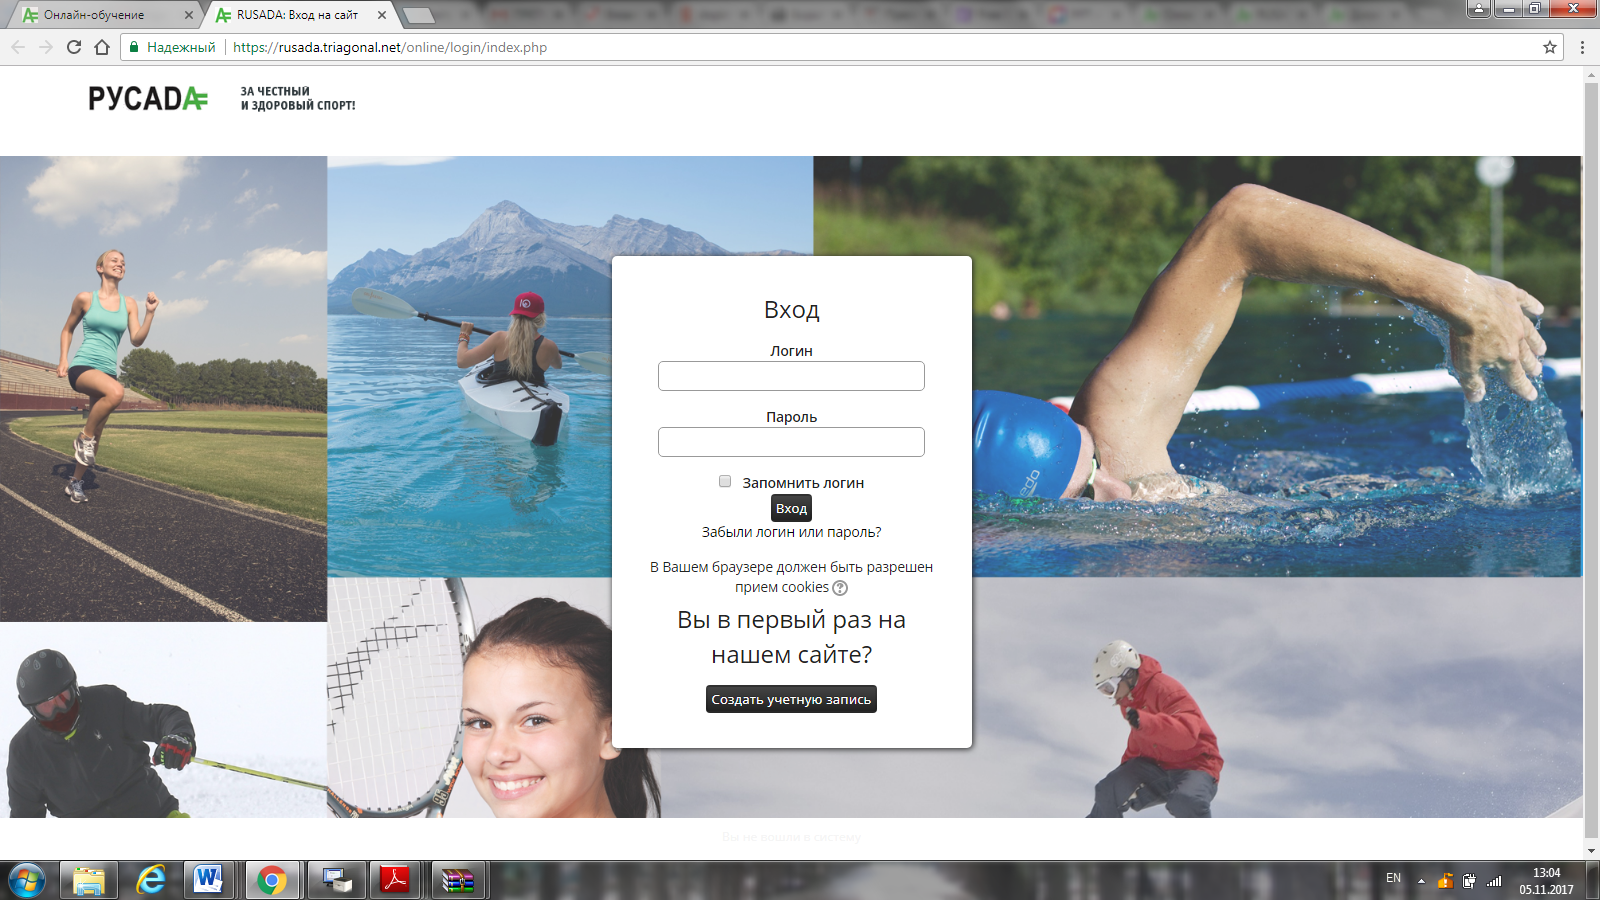 Онлайн-обучение
RUSADA: Вход на сайт
Надежный
https://rusada.triagonal.net/online/login/index.php
РУСАДА
ЗА ЧЕСТНЫЙ
И ЗДОРОВЫЙ СПОРТ!
Вход
Логин
Пароль
Запомнить логин
Вход
Забыли логин или пароль?
В Вашем браузере должен быть разрешен
прием cookies
Вы в первый раз на
нашем сайте?
Создать учетную запись
Вы не вошли в систему
EN
13:04
05.11.2017